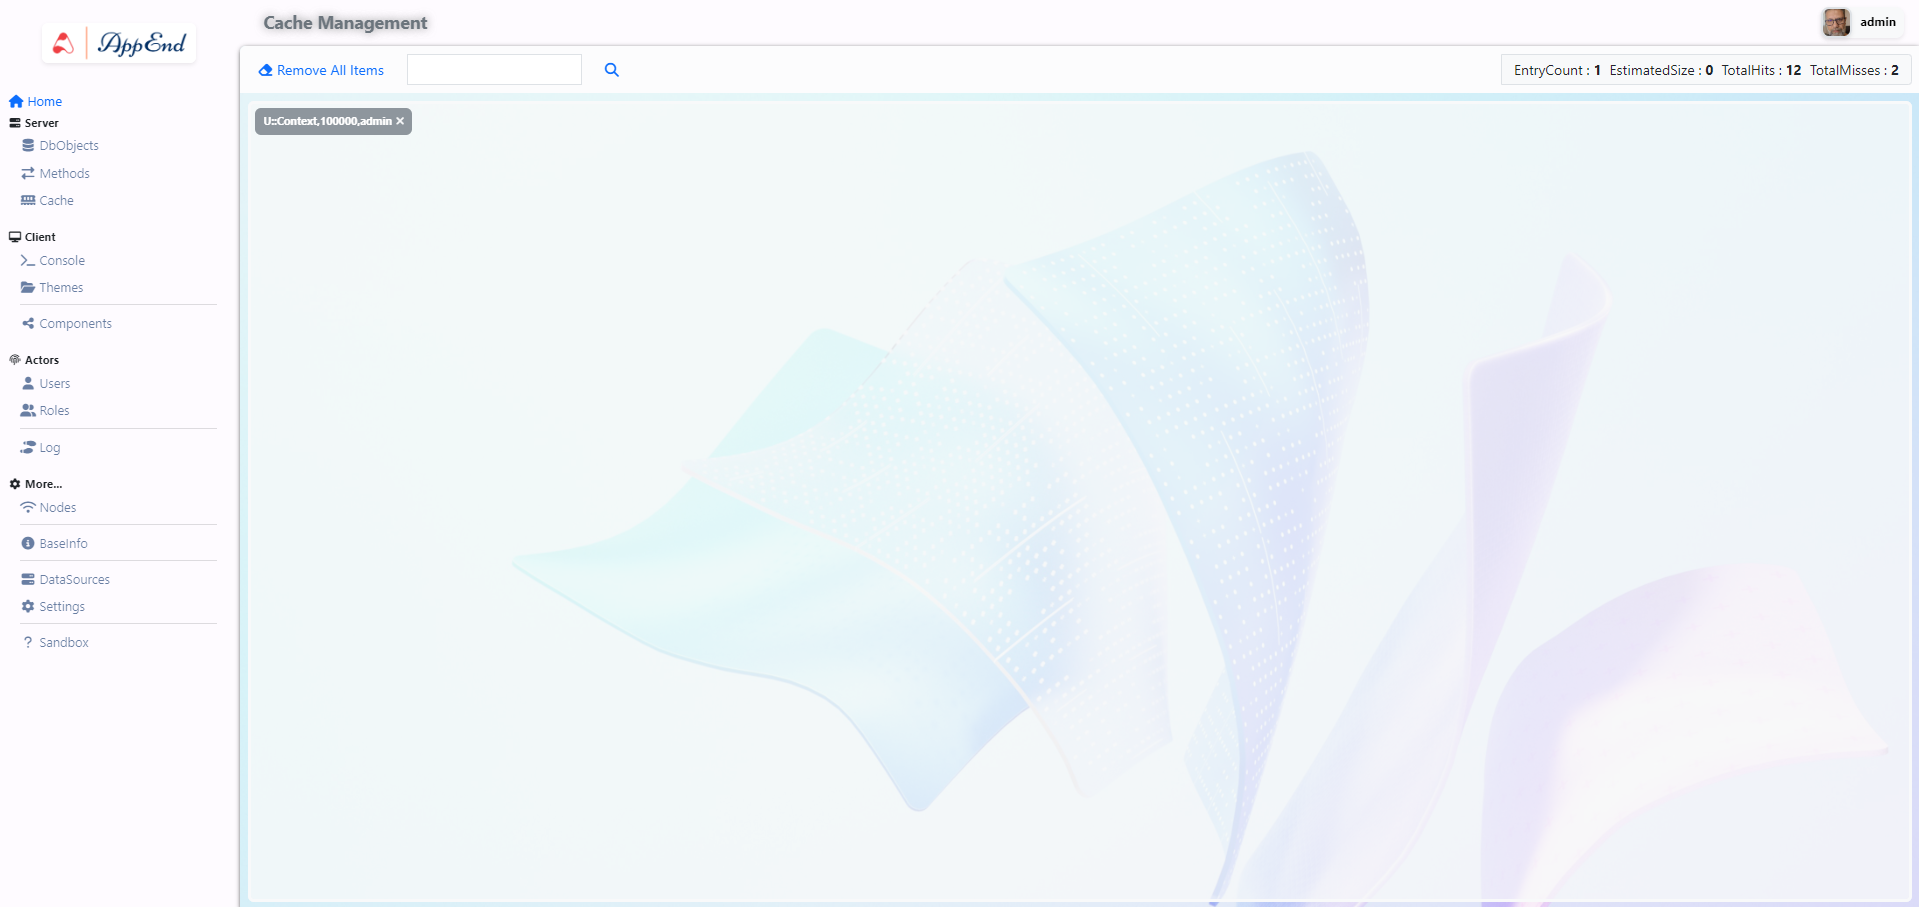 AppEnd
Cache Management
admin
Home
Server
DbObjects
Methods
Cache
Client
Console
Themes
Components
Actors
Users
Roles
Log
More...
Nodes
BaseInfo
DataSources
Settings
Sandbox
Remove All Items
EntryCount : 1 EstimatedSize : 0 TotalHits : 12 TotalMisses : 2
U::Context,100000,admin ×